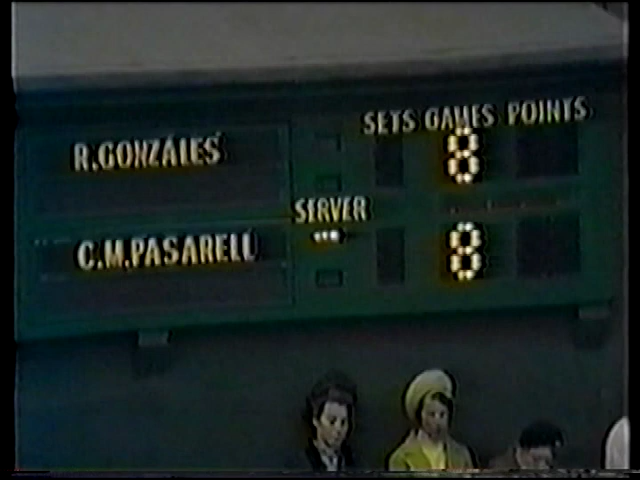 SETS GAMES POINTS
R.GONZALES 8
SERVER
C.M.PASARELL 8